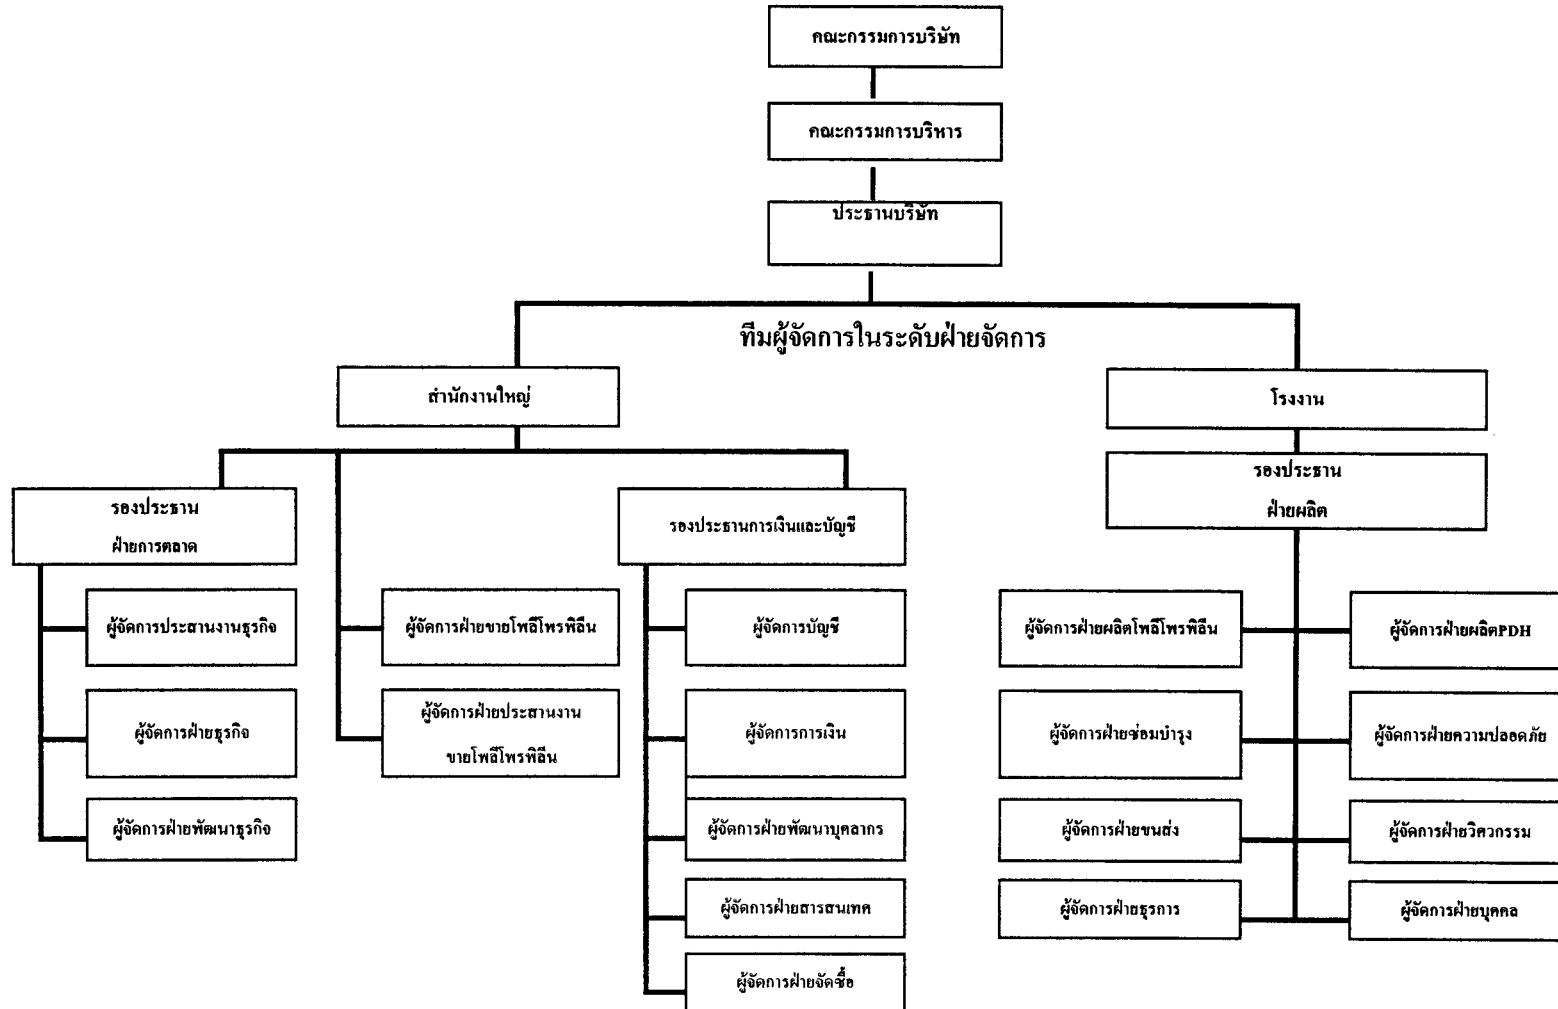 คณะกรรมการบริษัท
คณะกรรมการบริหาร
ประธานบริษัท
ทีมผู้จัดการในระดับฝ่ายจัดการ
สำนักงานใหญ่
โรงงาน
รองประธาน
ฝ่ายการตลาด
รองประธานการเงินและบัญชี
รองประธาน
ฝ่ายผลิต
ผู้จัดการประสานงานธุรกิจ
ผู้จัดการฝ่ายธุรกิจ
ผู้จัดการฝ่ายพัฒนาธุรกิจ
ผู้จัดการฝ่ายขายโพลีโพรพิลีน
ผู้จัดการฝ่ายประสานงาน
ขายโพลีโพรพิลีน
ผู้จัดการบัญชี
ผู้จัดการการเงิน
ผู้จัดการฝ่ายพัฒนาบุคลากร
ผู้จัดการฝ่ายสารสนเทศ
ผู้จัดการฝ่ายจัดซื้อ
ผู้จัดการฝ่ายผลิตโพลีโพรพิลีน
ผู้จัดการฝ่ายผลิตPDH
ผู้จัดการฝ่ายซ่อมบำรุง
ผู้จัดการฝ่ายความปลอดภัย
ผู้จัดการฝ่ายขนส่ง
ผู้จัดการฝ่ายวิศวกรรม
ผู้จัดการฝ่ายธุรการ
ผู้จัดการฝ่ายบุคคล